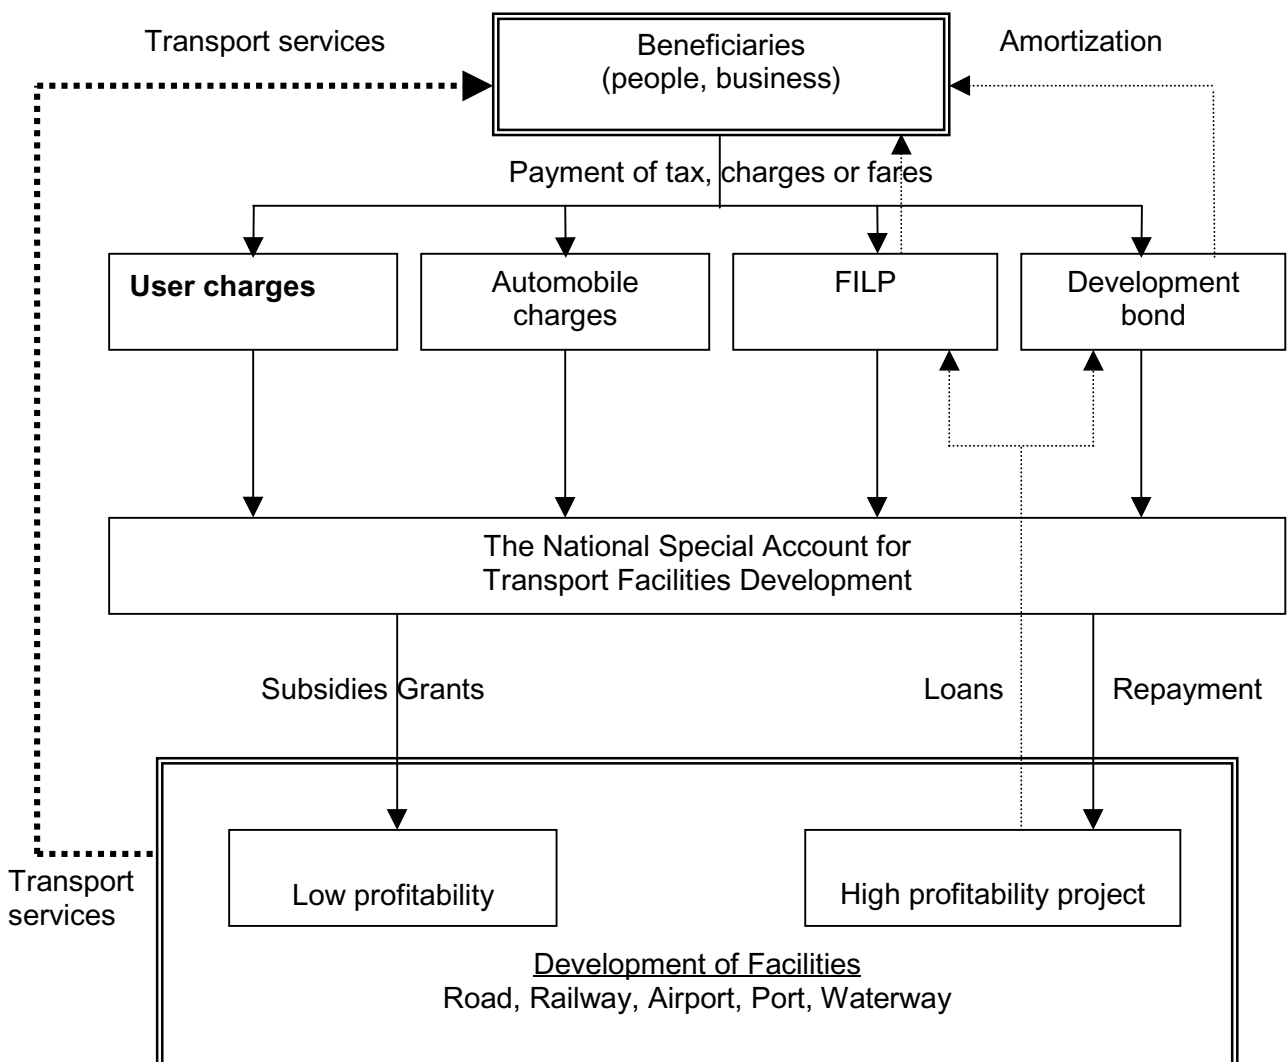 Transport services
Beneficiaries
(people, business)
Amortization
Payment of tax, charges or fares
User charges
Automobile
charges
FILP
Development
bond
The National Special Account for
Transport Facilities Development
Subsidies Grants
Loans
Repayment
Transport
services
Low profitability
High profitability project
Development of Facilities
Road, Railway, Airport, Port, Waterway